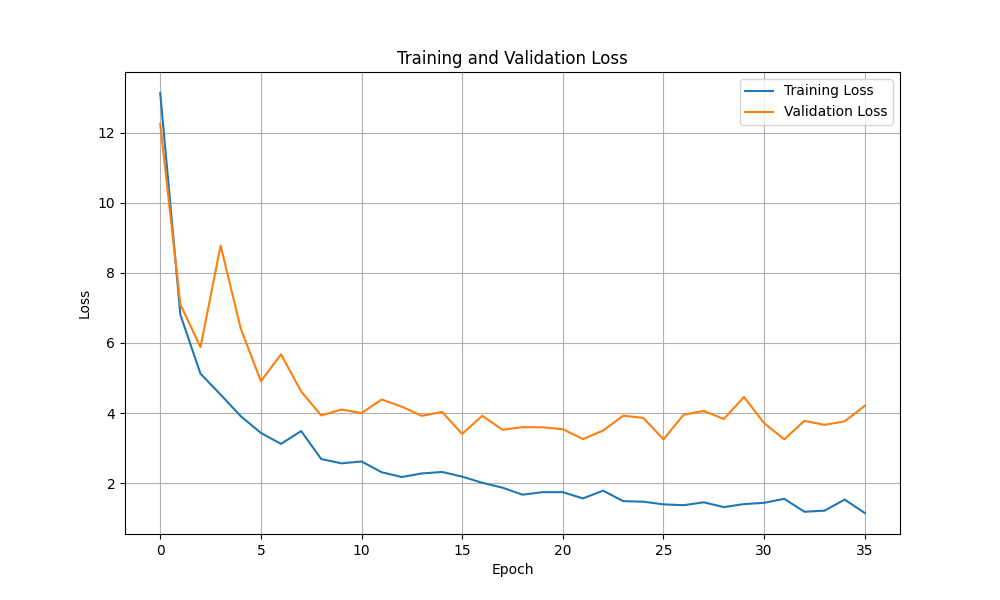 Training and Validation Loss
Training Loss
Validation Loss
12
10
8
6
4
2
Loss
0 5 10 15 20 25 30 35
Epoch